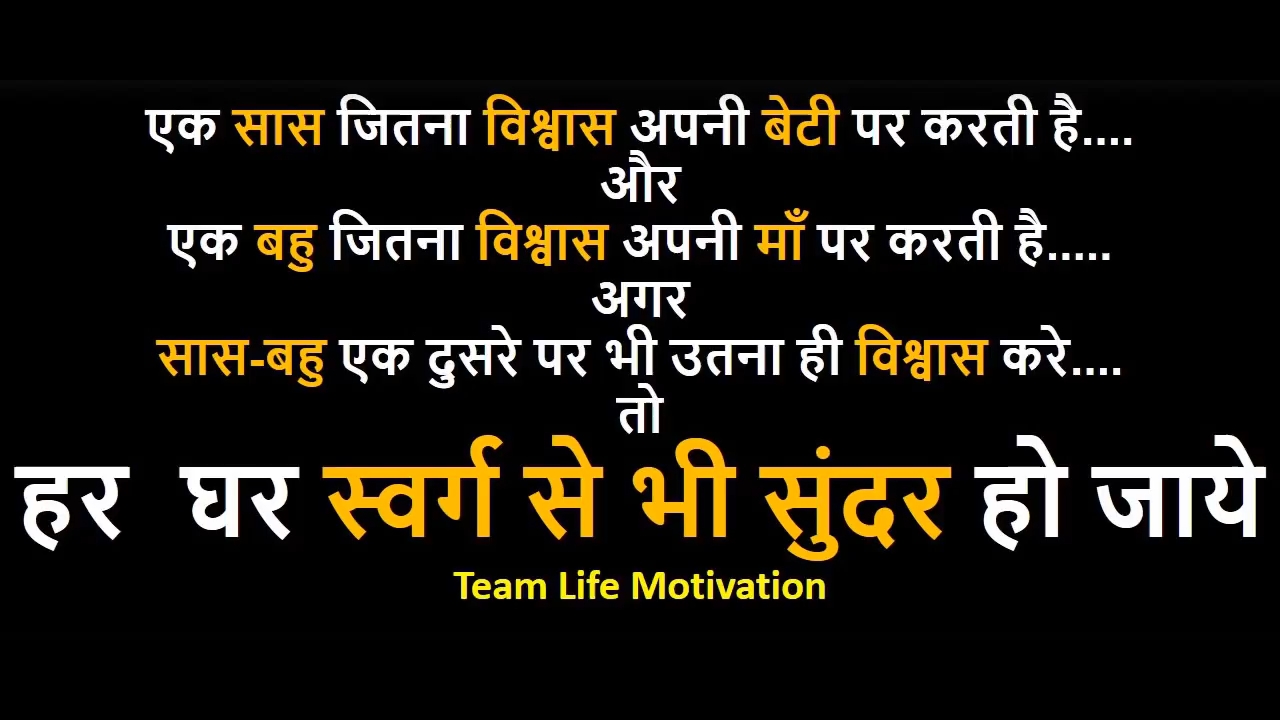 एक सास जितना विश्वास अपनी बेटी पर करती है....
और
एक बहु जितना विश्वास अपनी माँ पर करती है.....
अगर
सास-बहु एक दुसरे पर भी उतना ही विश्वास करे....
तो
हर घर स्वर्ग से भी सुंदर हो जाये
Team Life Motivation